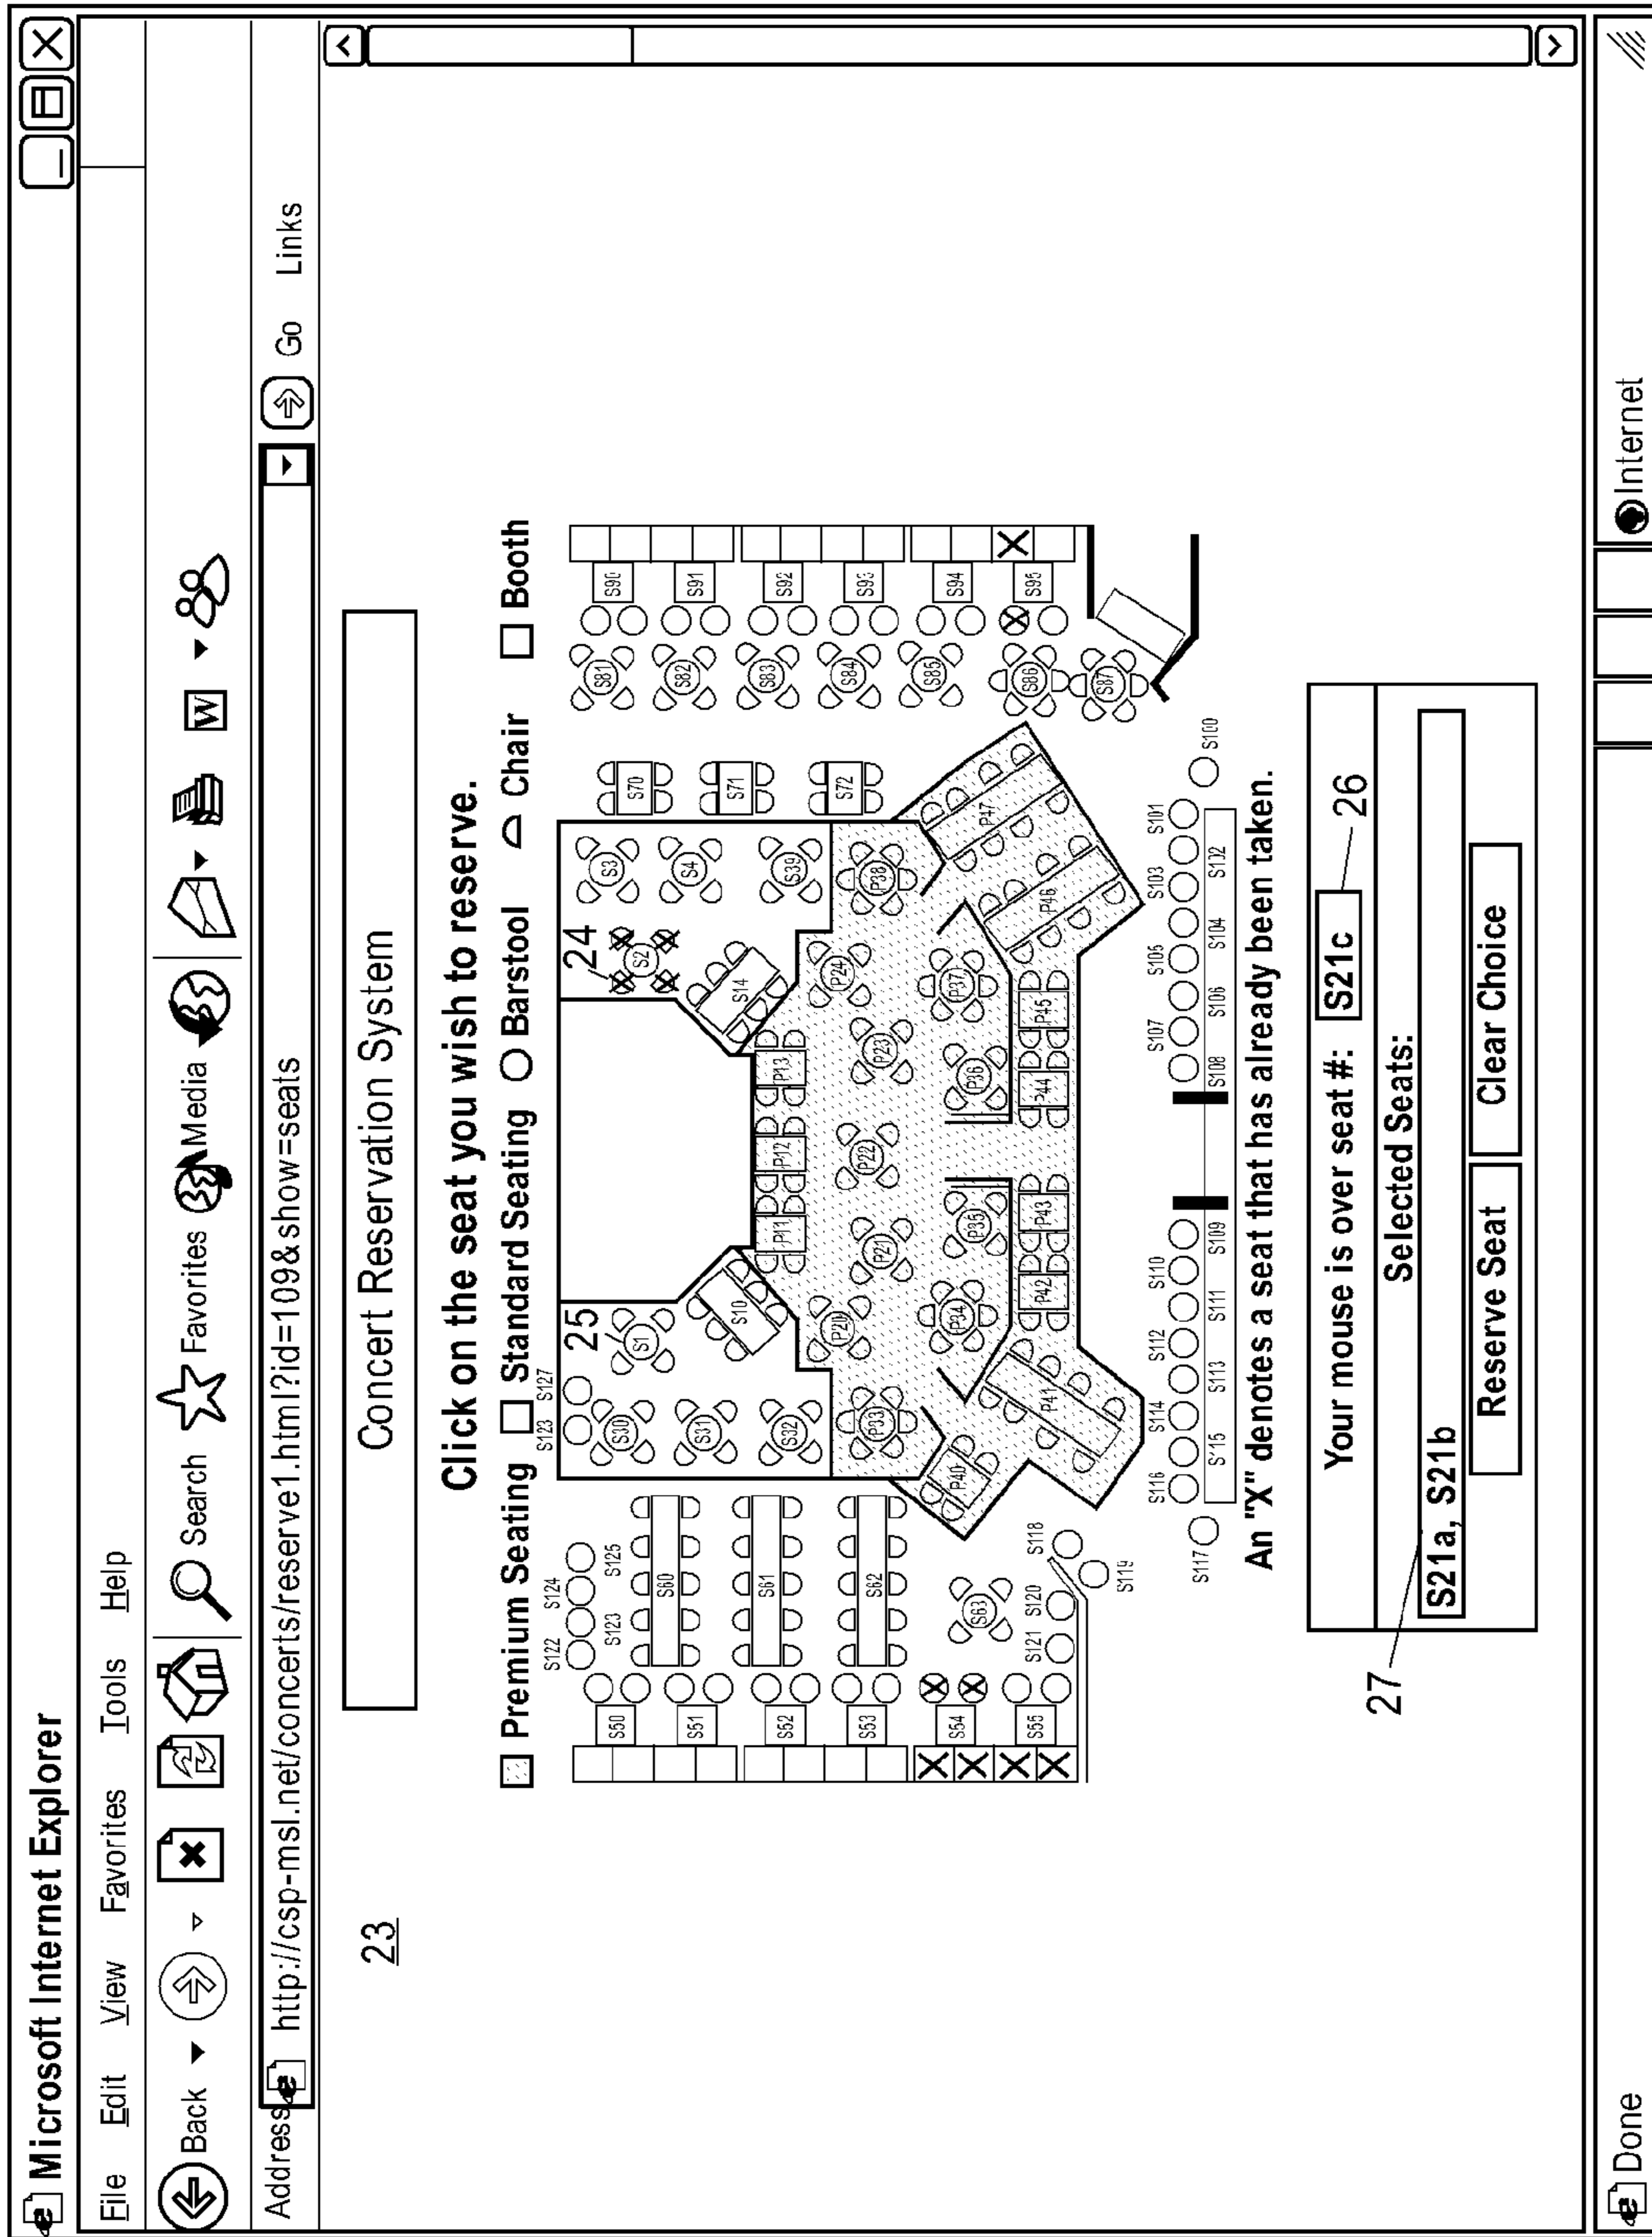 Microsoft Internet Explorer
File Edit View Favorites Tools Help
Back Search Favorites Media W
Address http://csp-msl.net/concerts/reserve1.html?id=109&show=seats Go Links
23
Concert Reservation System
Click on the seat you wish to reserve.
Premium Seating Standard Seating Barstool Chair Booth
S122 S124 S123 S127
S123 S125
25 24
S50 S60 S30 S1 S2 S3 S70 S81 S90
S51 S61 S31 S10 S14 S4 S71 S82 S91
S52 S62 S32 P11 P12 P13 S39 S72 S83 S92
S53 P33 P20 P21 P22 P23 P24 P38 S84 S93
S54 S63 P40 P34 P35 P36 P37 P47 S85 S94
S55 P41 P42 P43 P44 P45 P46 S86 S95
S87
S121 S120 S118
S119
S117 S116 S114 S112 S110 S107 S105 S103 S101 S100
S115 S113 S111 S109 S108 S106 S104 S102
An "X" denotes a seat that has already been taken.
Your mouse is over seat #: S21c 26
27
Selected Seats:
S21a, S21b
Reserve Seat Clear Choice
Done Internet